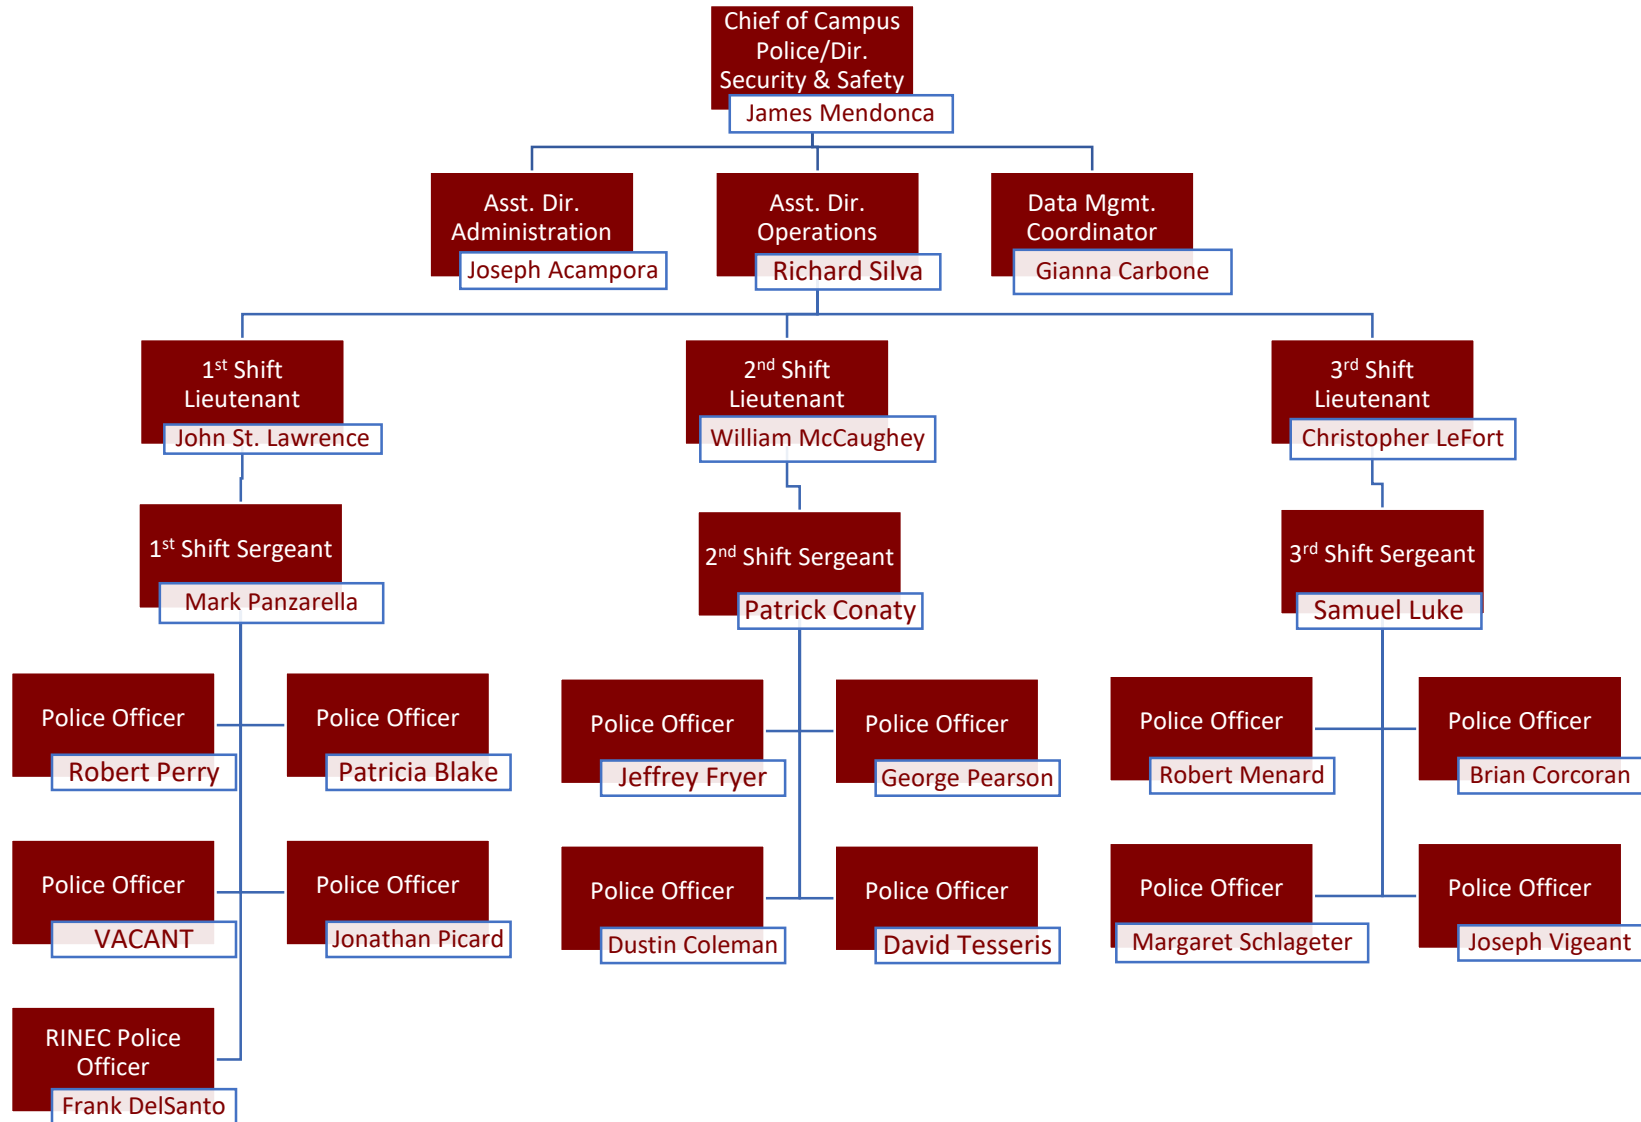 Chief of Campus
Police/Dir.
Security & Safety
James Mendonca
Asst. Dir.
Administration
Joseph Acampora
Asst. Dir.
Operations
Richard Silva
Data Mgmt.
Coordinator
Gianna Carbone
1st Shift
Lieutenant
John St. Lawrence
2nd Shift
Lieutenant
William McCaughey
3rd Shift
Lieutenant
Christopher LeFort
1st Shift Sergeant
Mark Panzarella
2nd Shift Sergeant
Patrick Conaty
3rd Shift Sergeant
Samuel Luke
Police Officer
Robert Perry
Police Officer
Patricia Blake
Police Officer
Jeffrey Fryer
Police Officer
George Pearson
Police Officer
Robert Menard
Police Officer
Brian Corcoran
Police Officer
VACANT
Police Officer
Jonathan Picard
Police Officer
Dustin Coleman
Police Officer
David Tesseris
Police Officer
Margaret Schlageter
Police Officer
Joseph Vigeant
RINEC Police
Officer
Frank DelSanto